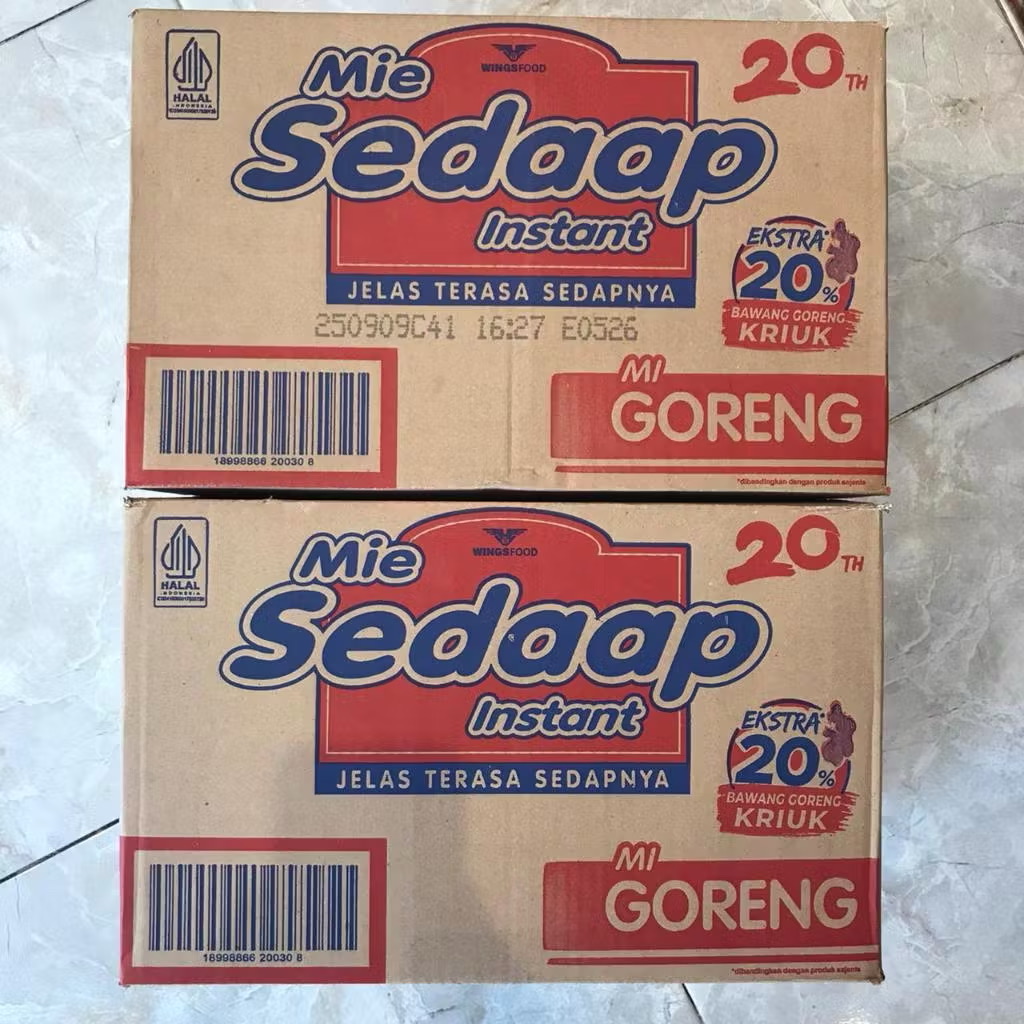 HALAL
INDONESIA
WINGSFOOD
20TH
Mie
Sedaap
Instant
JELAS TERASA SEDAPNYA
EKSTRA*
20%
BAWANG GORENG
KRIUK
250909C41 16:27 E0526
MI
GORENG
18998866 20030 8
*dibandingkan dengan produk sejenis
HALAL
INDONESIA
WINGSFOOD
20TH
Mie
Sedaap
Instant
JELAS TERASA SEDAPNYA
EKSTRA*
20%
BAWANG GORENG
KRIUK
MI
GORENG
18998866 20030 8
*dibandingkan dengan produk sejenis